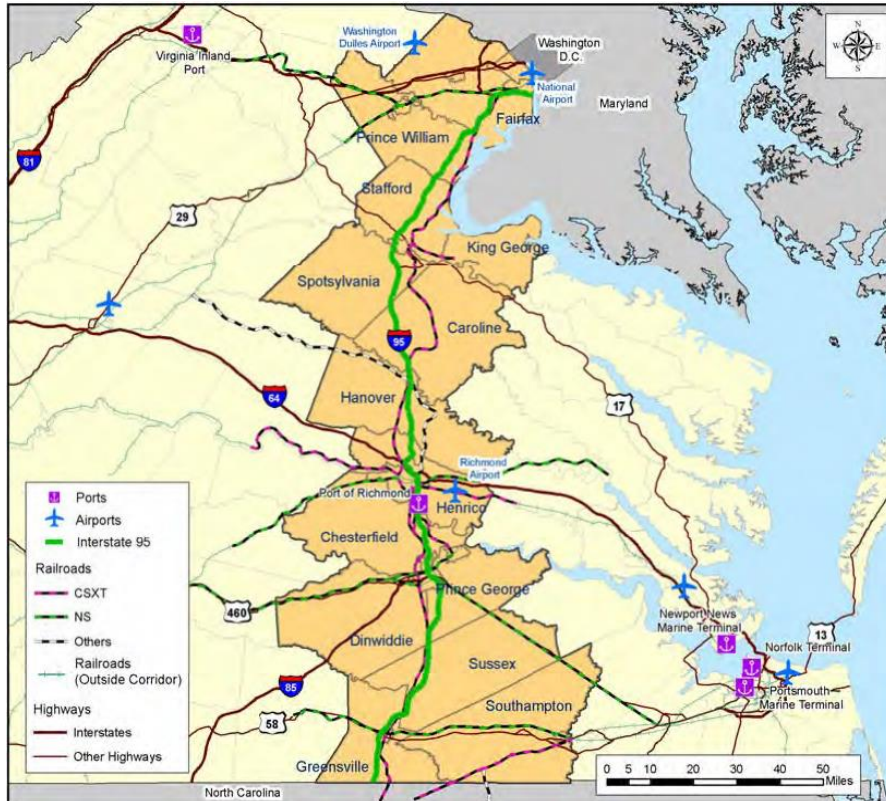 Washington
Dulles Airport
Washington
D.C.
N
W E
S
Virginia Inland
Port
National
Airport
Maryland
Fairfax
Prince William
81
Stafford
29
King George
Spotsylvania
Caroline
95
Hanover
64
17
Richmond
Airport
Port of Richmond
Henrico
Chesterfield
Prince George
460
Newport News
Marine Terminal
13
Norfolk Terminal
Dinwiddie
Sussex
Portsmouth
Marine Terminal
85
Southampton
58
Greensville
North Carolina
Ports
Airports
Interstate 95
Railroads
CSXT
NS
Others
Railroads
(Outside Corridor)
Highways
Interstates
Other Highways
0 5 10 20 30 40 50
Miles